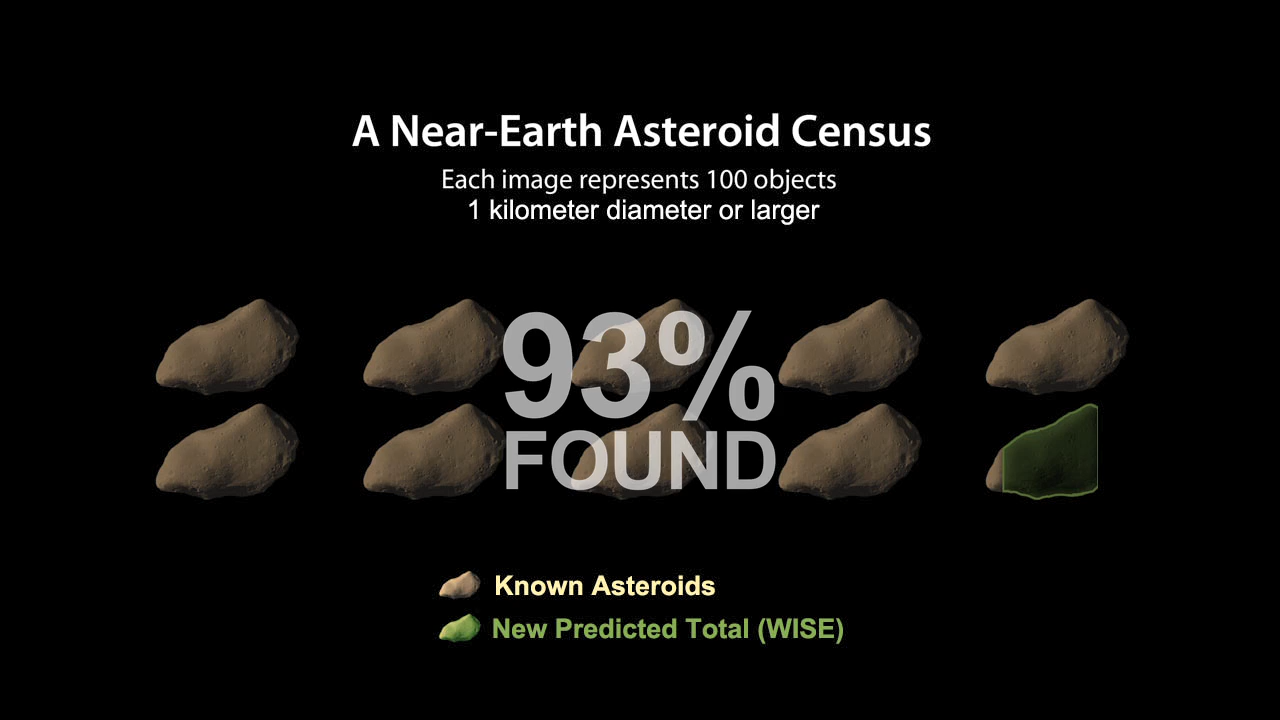 A Near-Earth Asteroid Census
Each image represents 100 objects
1 kilometer diameter or larger
93%
FOUND
Known Asteroids
New Predicted Total (WISE)